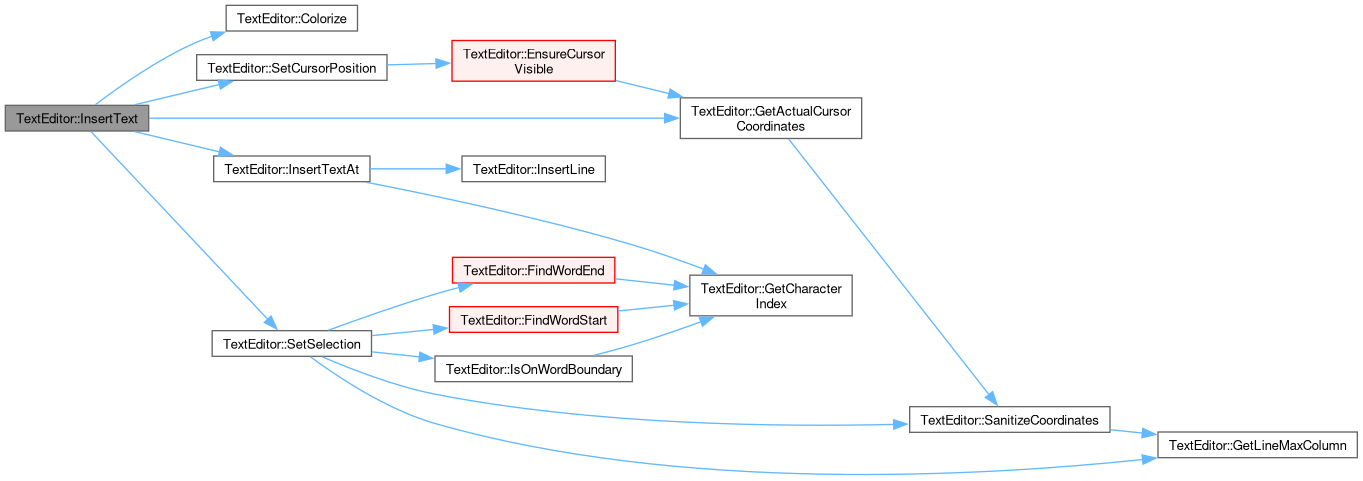 TextEditor::Colorize
TextEditor::SetCursorPosition
TextEditor::EnsureCursor
Visible
TextEditor::InsertText
TextEditor::GetActualCursor
Coordinates
TextEditor::InsertTextAt
TextEditor::InsertLine
TextEditor::FindWordEnd
TextEditor::GetCharacter
Index
TextEditor::FindWordStart
TextEditor::SetSelection
TextEditor::IsOnWordBoundary
TextEditor::SanitizeCoordinates
TextEditor::GetLineMaxColumn